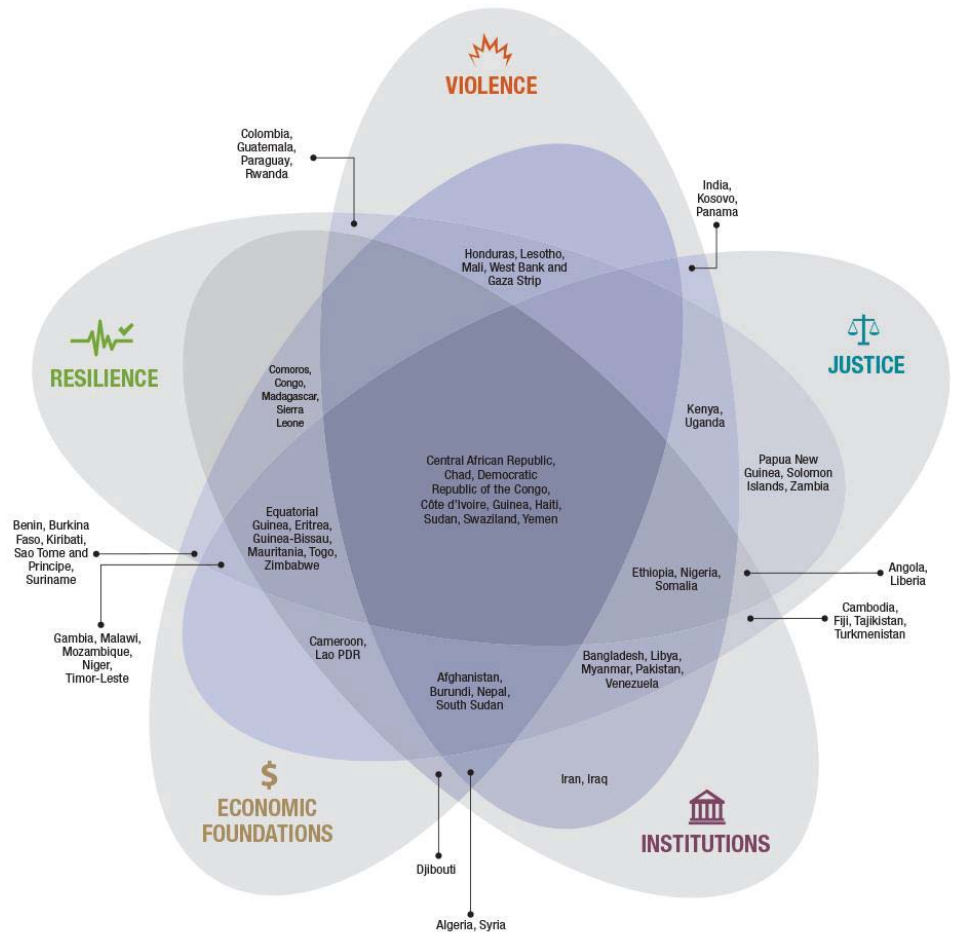 VIOLENCE
Colombia,
Guatemala,
Paraguay,
Rwanda
India,
Kosovo,
Panama
Honduras, Lesotho,
Mali, West Bank and
Gaza Strip
RESILIENCE
JUSTICE
Comoros,
Congo,
Madagascar,
Sierra
Leone
Kenya,
Uganda
Central African Republic,
Chad, Democratic
Republic of the Congo,
Côte d'Ivoire, Guinea, Haiti,
Sudan, Swaziland, Yemen
Papua New
Guinea, Solomon
Islands, Zambia
Equatorial
Guinea, Eritrea,
Guinea-Bissau,
Mauritania, Togo,
Zimbabwe
Benin, Burkina
Faso, Kiribati,
Sao Tome and
Principe,
Suriname
Ethiopia, Nigeria,
Somalia
Angola,
Liberia
Cambodia,
Fiji, Tajikistan,
Turkmenistan
Gambia, Malawi,
Mozambique,
Niger,
Timor-Leste
Cameroon,
Lao PDR
Bangladesh, Libya,
Myanmar, Pakistan,
Venezuela
Afghanistan,
Burundi, Nepal,
South Sudan
$
ECONOMIC
FOUNDATIONS
Iran, Iraq
INSTITUTIONS
Djibouti
Algeria, Syria